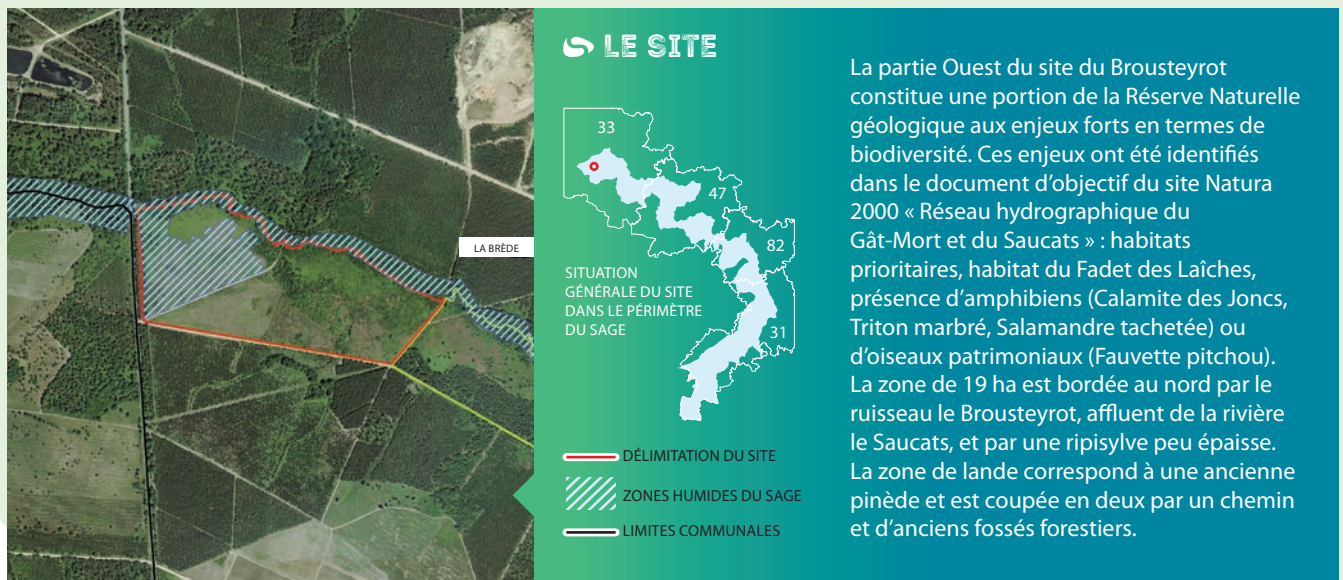 LA BRÈDE
LE SITE
33
47
82
31
SITUATION
GÉNÉRALE DU SITE
DANS LE PÉRIMÈTRE
DU SAGE
DÉLIMITATION DU SITE
ZONES HUMIDES DU SAGE
LIMITES COMMUNALES
La partie Ouest du site du Brousteyrot
constitue une portion de la Réserve Naturelle
géologique aux enjeux forts en termes de
biodiversité. Ces enjeux ont été identifiés
dans le document d’objectif du site Natura
2000 « Réseau hydrographique du
Gât-Mort et du Saucats » : habitats
prioritaires, habitat du Fadet des Laîches,
présence d’amphibiens (Calamite des Joncs,
Triton marbré, Salamandre tachetée) ou
d’oiseaux patrimoniaux (Fauvette pitchou).
La zone de 19 ha est bordée au nord par le
ruisseau le Brousteyrot, affluent de la rivière
le Saucats, et par une ripisylve peu épaisse.
La zone de lande correspond à une ancienne
pinède et est coupée en deux par un chemin
et d’anciens fossés forestiers.